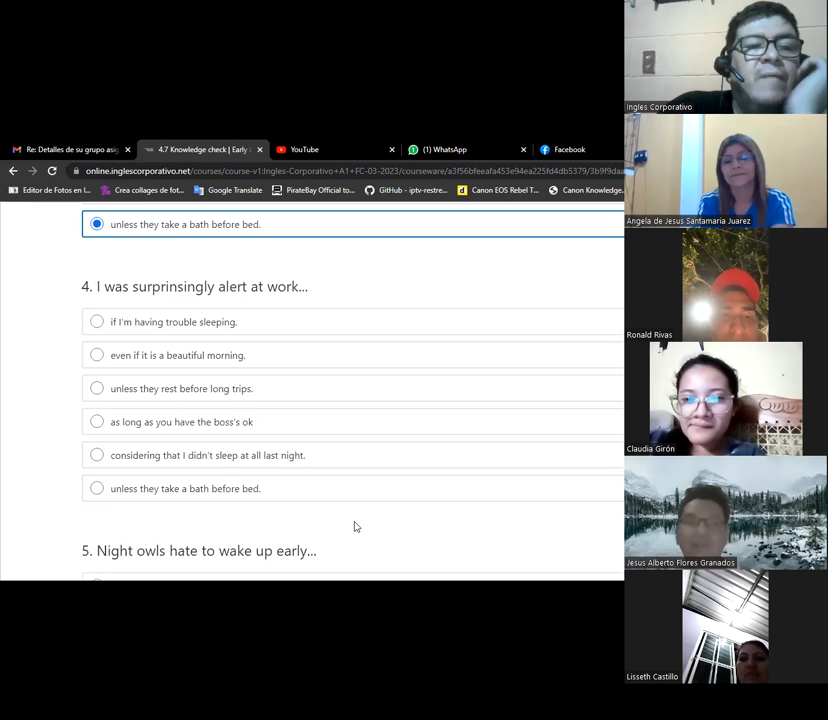 Ingles Corporativo
Re: Detalles de su grupo asig
4.7 Knowledge check | Early
YouTube
(1) WhatsApp
Facebook
online.inglescorporativo.net/courses/course-v1:Ingles-Corporativo+A1+FC-03-2023/courseware/a3f56bfeeafa453e94ea225fd4db5379/3b9f9daa
Editor de Fotos en l...
Crea collages de fot...
Google Translate
PirateBay Official to...
GitHub - iptv-restre...
Canon EOS Rebel T...
Canon Knowledge
Angela de Jesus Santamaria Juarez
unless they take a bath before bed.
4. I was surprinsingly alert at work...
if I'm having trouble sleeping.
Ronald Rivas
even if it is a beautiful morning.
unless they rest before long trips.
as long as you have the boss's ok
Claudia Girón
considering that I didn't sleep at all last night.
unless they take a bath before bed.
5. Night owls hate to wake up early...
Jesus Alberto Flores Granados
Lisseth Castillo